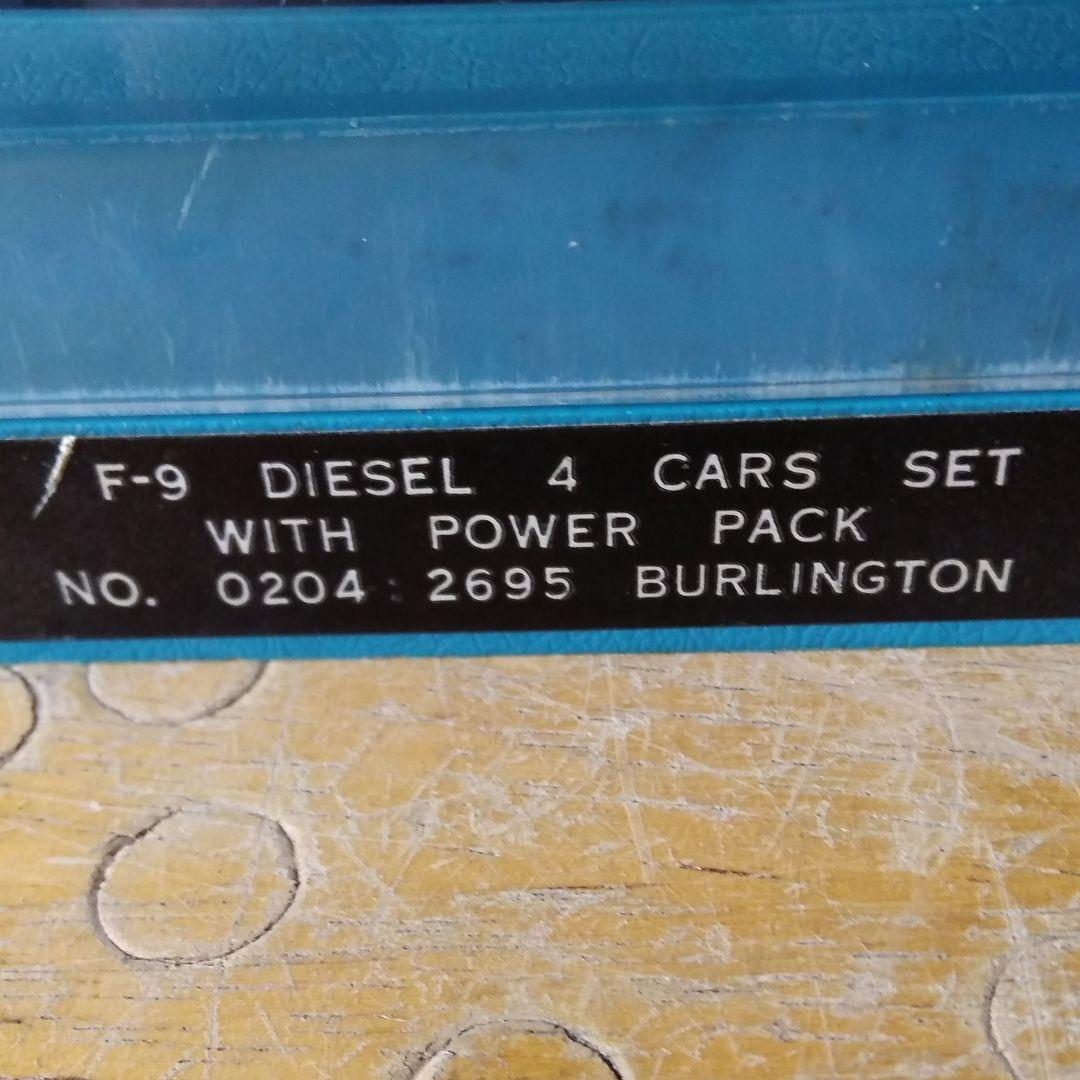 F-9 DIESEL 4 CARS SET
WITH POWER PACK
NO. 0204 : 2695 BURLINGTON